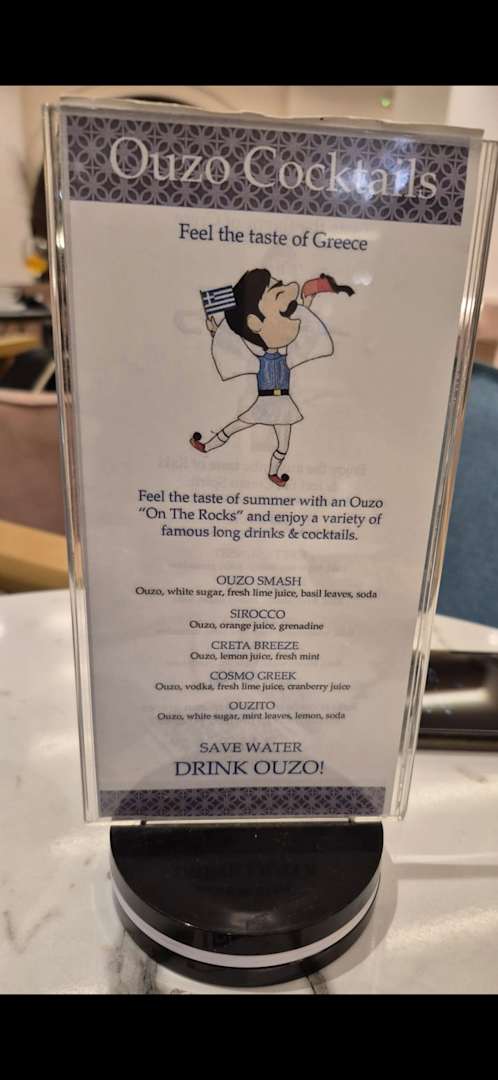 Ouzo Cocktails
Feel the taste of Greece
Feel the taste of summer with an Ouzo
“On The Rocks” and enjoy a variety of
famous long drinks & cocktails.
OUZO SMASH
Ouzo, white sugar, fresh lime juice, basil leaves, soda
SIROCCO
Ouzo, orange juice, grenadine
CRETA BREEZE
Ouzo, lemon juice, fresh mint
COSMO GREEK
Ouzo, vodka, fresh lime juice, cranberry juice
OUZITO
Ouzo, white sugar, mint leaves, lemon, soda
SAVE WATER
DRINK OUZO!